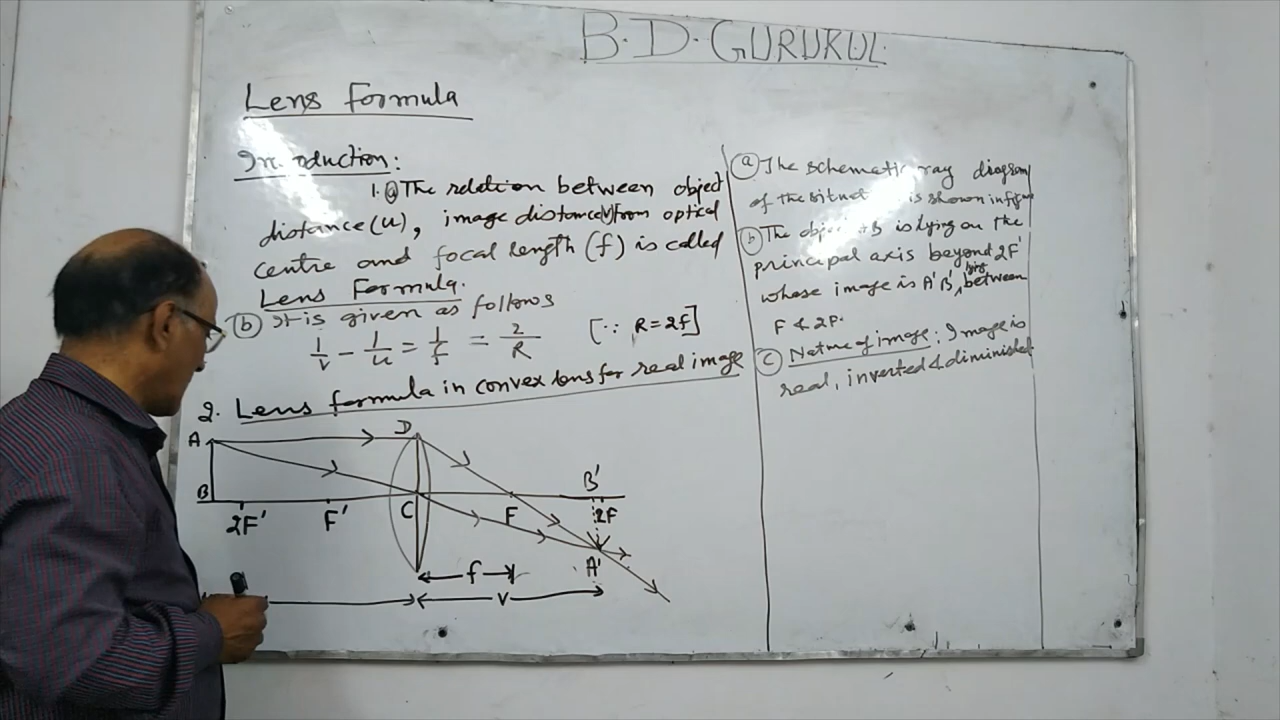 B.D.GURUKUL
Lens Formula
Introduction:
1. (a) The relation between object
distance (u), image distance (v) from optical
centre and focal length (f) is called
Lens Formula.
(b) It is given as follows
1/v - 1/u = 1/f = 2/R [∵ R = 2f]
2. Lens formula in convex lens for real image
A D
B 2F' F' C F B' 2F
A'
f
v
(a) The schematic ray diagram
of the is shown in
(b) The is lying on the
principal axis beyond 2F'
whose image is A'B', between
F & 2F.
(c) Nature of image: Image is
real, inverted & diminished